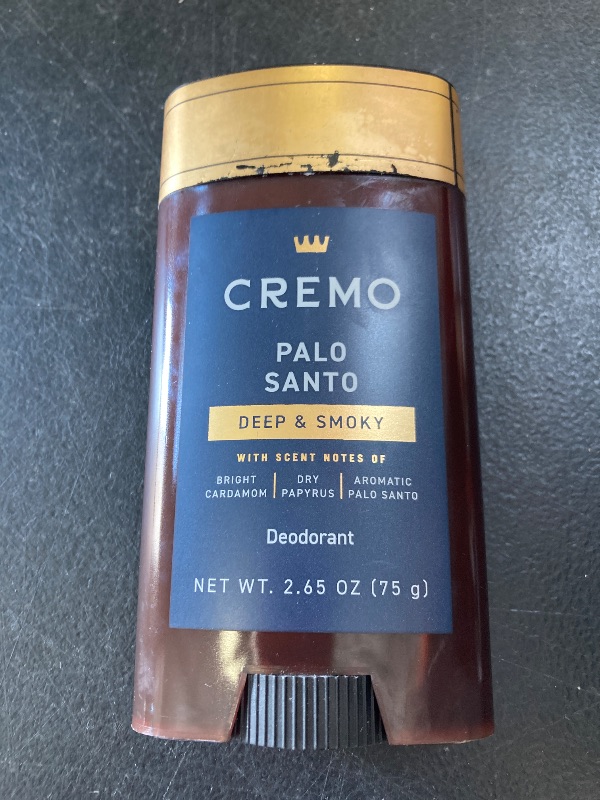 CREMO
PALO
SANTO
DEEP & SMOKY
WITH SCENT NOTES OF
BRIGHT CARDAMOM | DRY PAPYRUS | AROMATIC PALO SANTO
Deodorant
NET WT. 2.65 OZ (75 g)